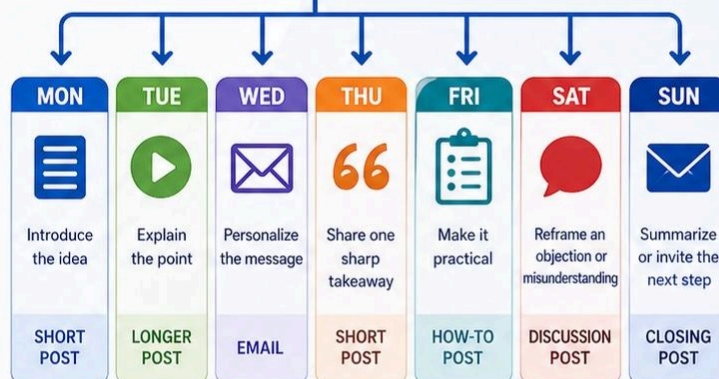 MON
TUE
WED
THU
FRI
SAT
SUN
Introduce
the idea
Explain
the point
Personalize
the message
Share one
sharp
takeaway
Make it
practical
Reframe an
objection or
misunderstanding
Summarize
or invite the
next step
SHORT
POST
LONGER
POST
EMAIL
SHORT
POST
HOW-TO
POST
DISCUSSION
POST
CLOSING
POST